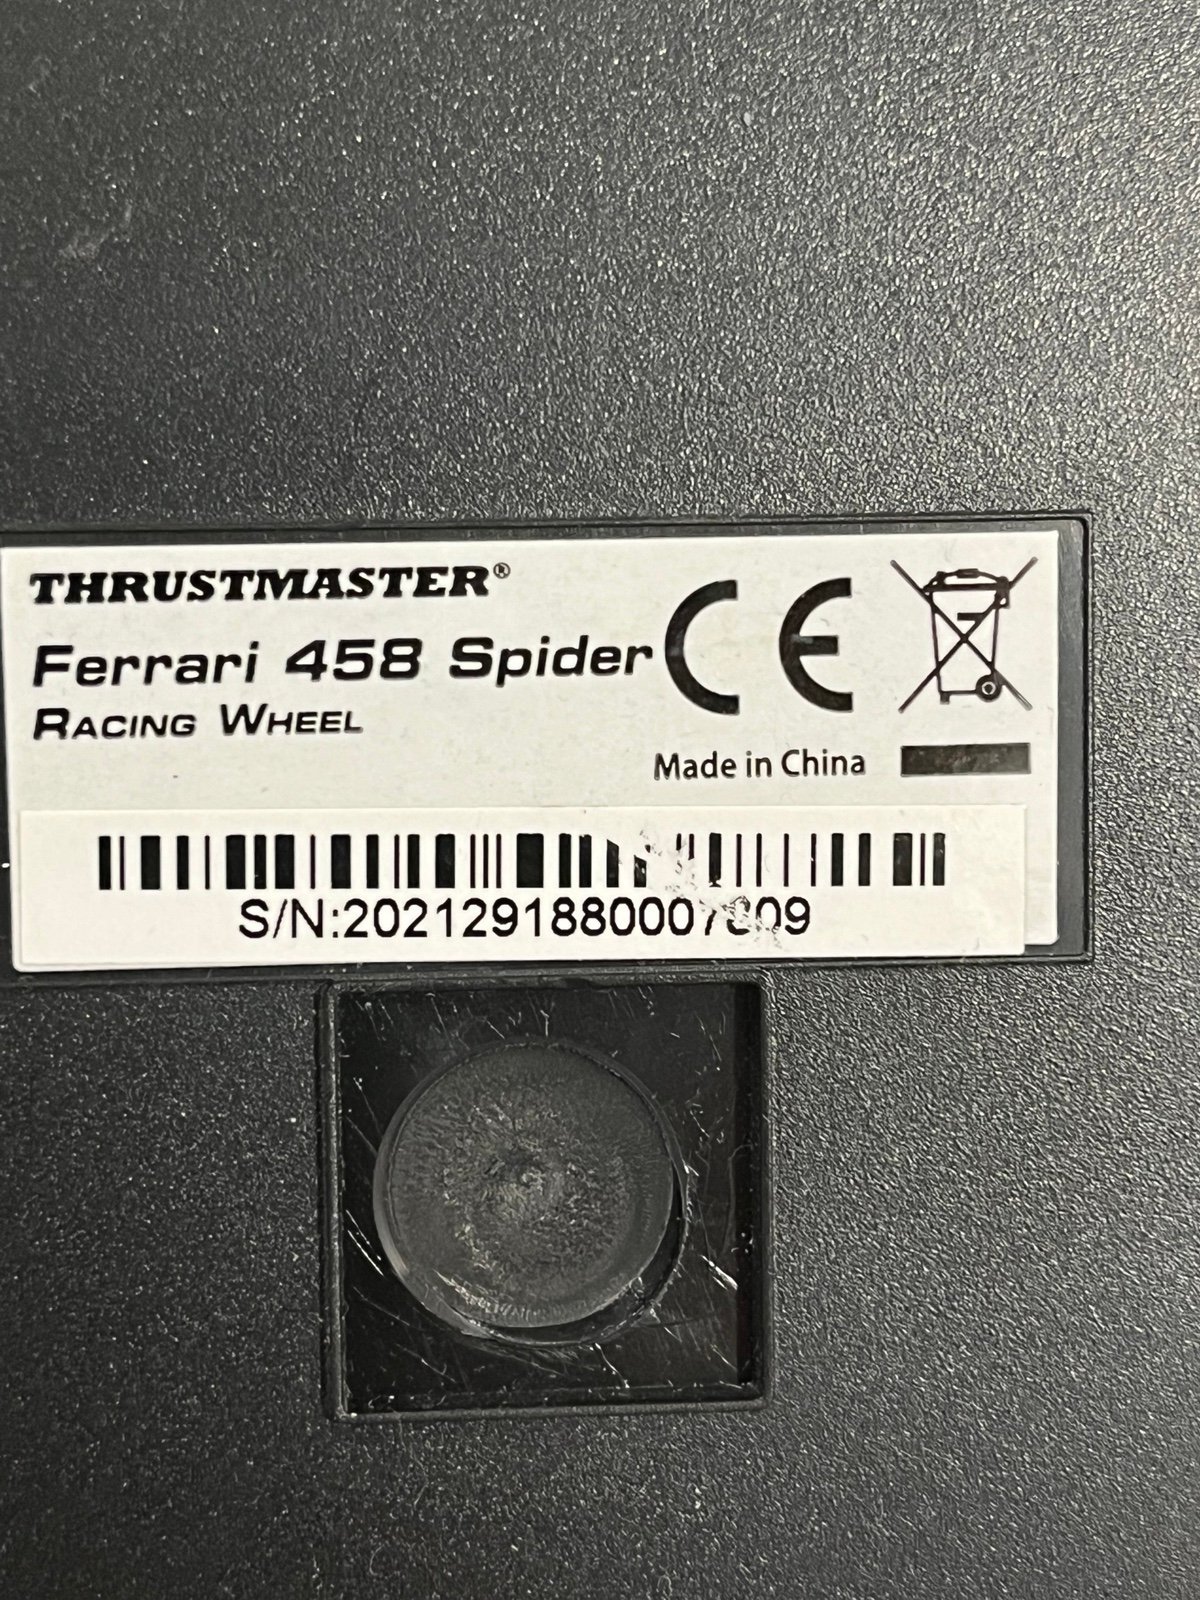 THRUSTMASTER®
Ferrari 458 Spider
RACING WHEEL
CE
Made in China